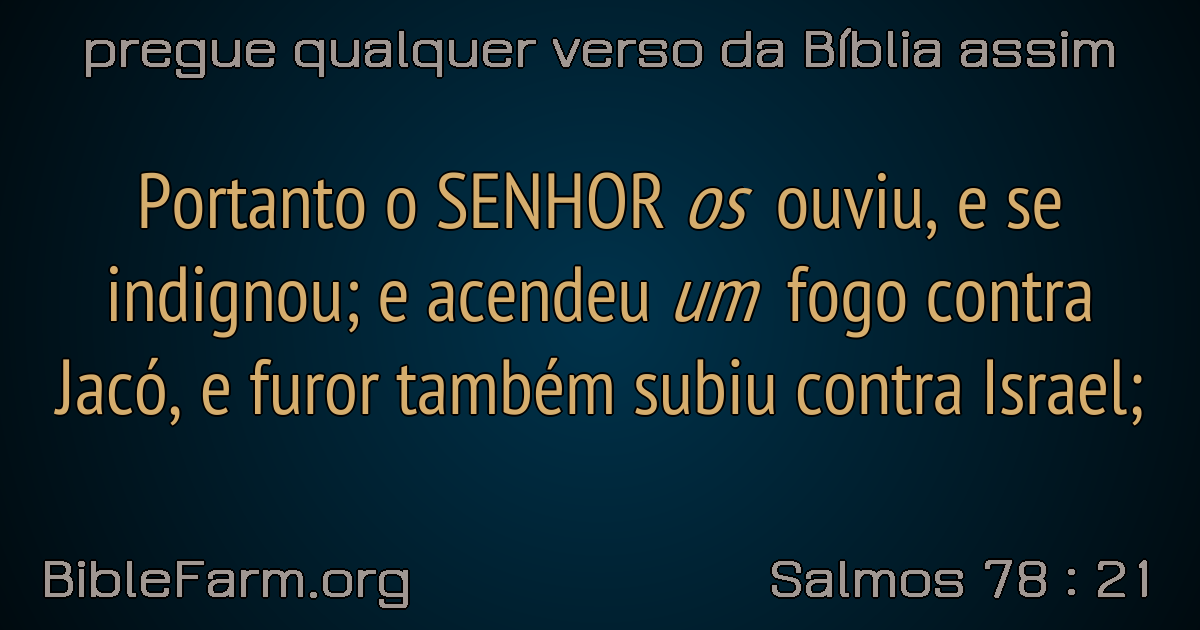 pregue qualquer verso da Bíblia assim
Portanto o SENHOR os ouviu, e se
indignou; e acendeu um fogo contra
Jacó, e furor também subiu contra Israel;
BibleFarm.org
Salmos 78 : 21